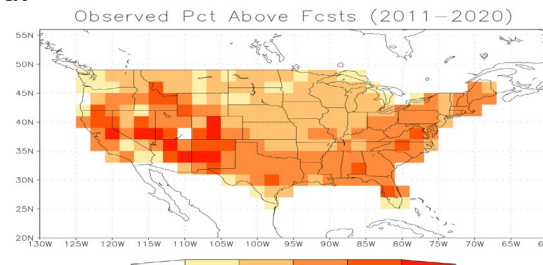 Observed Pct Above Fcsts (2011−2020)
55N
50N
45N
40N
35N
30N
25N
20N
130W 125W 120W 115W 110W 105W 100W 95W 90W 85W 80W 75W 70W 65W